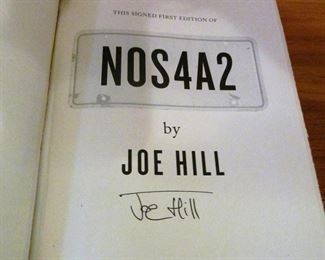 THIS SIGNED FIRST EDITION OF
NOS4A2
by
JOE HILL
Joe Hill